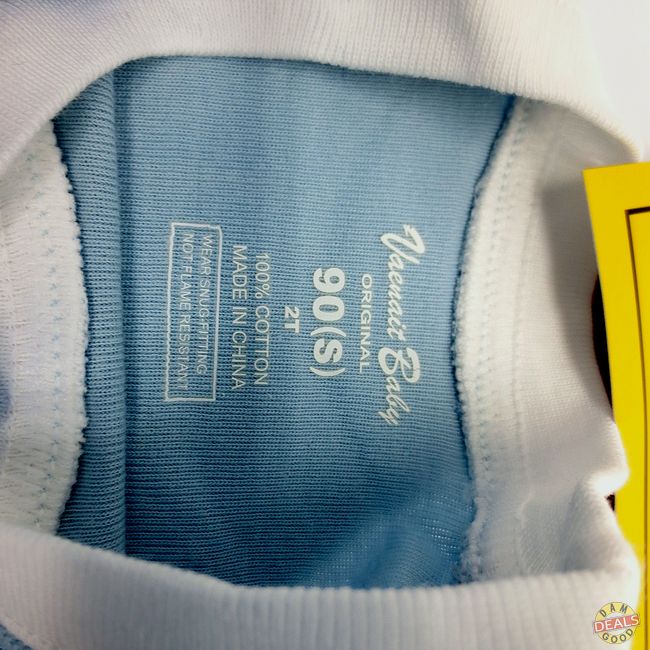 Vaenait Baby
ORIGINAL
90(S)
2T
100% COTTON
MADE IN CHINA
WEAR SNUG-FITTING
NOT FLAME RESISTANT
DAM
DEALS
GOOD